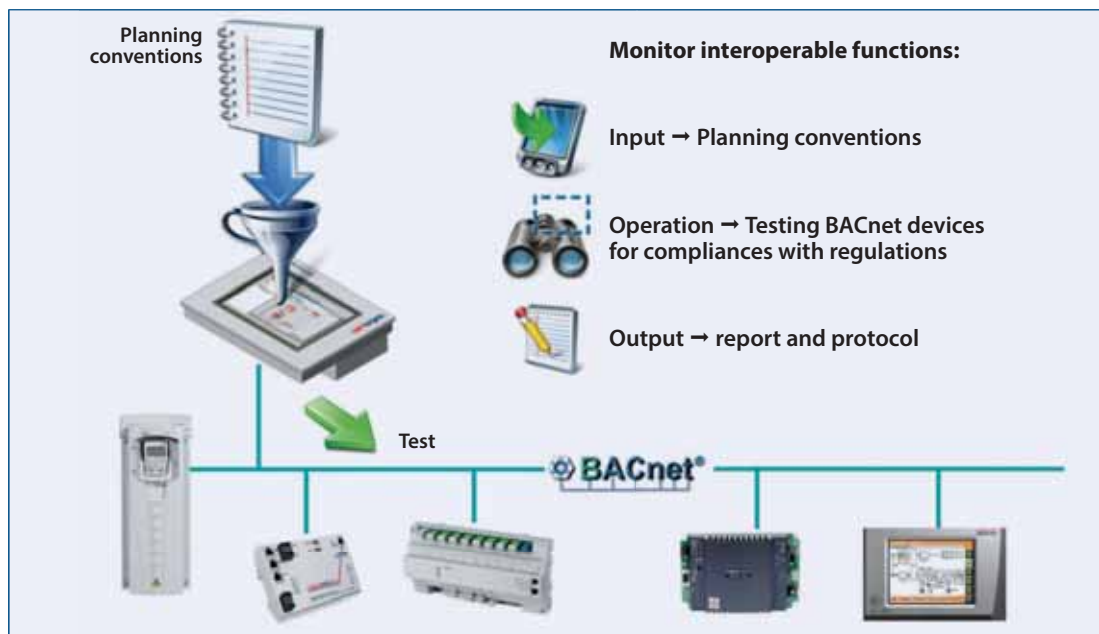 Planning
conventions
Monitor interoperable functions:
Input → Planning conventions
Operation → Testing BACnet devices
for compliances with regulations
Output → report and protocol
Test
BACnet®